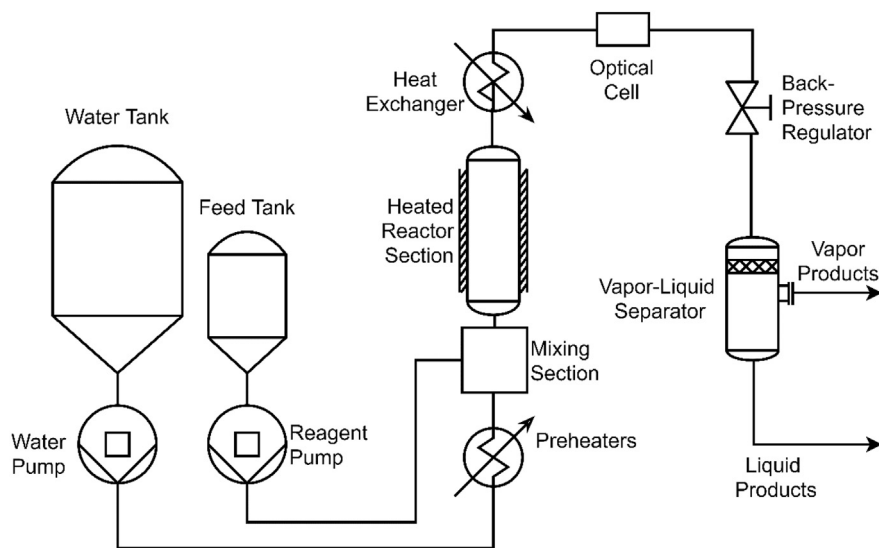 Water Tank
Feed Tank
Water
Pump
Reagent
Pump
Heat
Exchanger
Heated
Reactor
Section
Mixing
Section
Preheaters
Optical
Cell
Back-
Pressure
Regulator
Vapor-Liquid
Separator
Vapor
Products
Liquid
Products